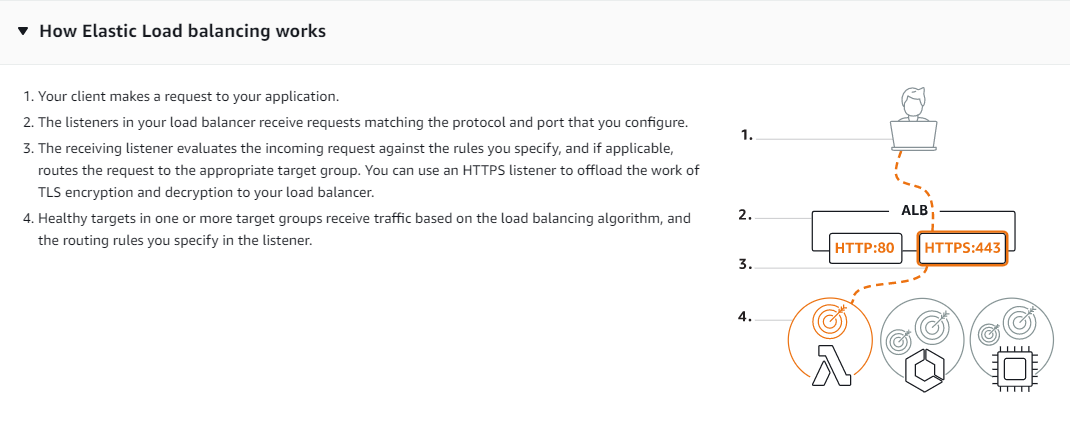 How Elastic Load balancing works
1. Your client makes a request to your application.
2. The listeners in your load balancer receive requests matching the protocol and port that you configure.
3. The receiving listener evaluates the incoming request against the rules you specify, and if applicable,
routes the request to the appropriate target group. You can use an HTTPS listener to offload the work of
TLS encryption and decryption to your load balancer.
4. Healthy targets in one or more target groups receive traffic based on the load balancing algorithm, and
the routing rules you specify in the listener.
1.
2.
ALB
HTTP:80
HTTPS:443
3.
4.